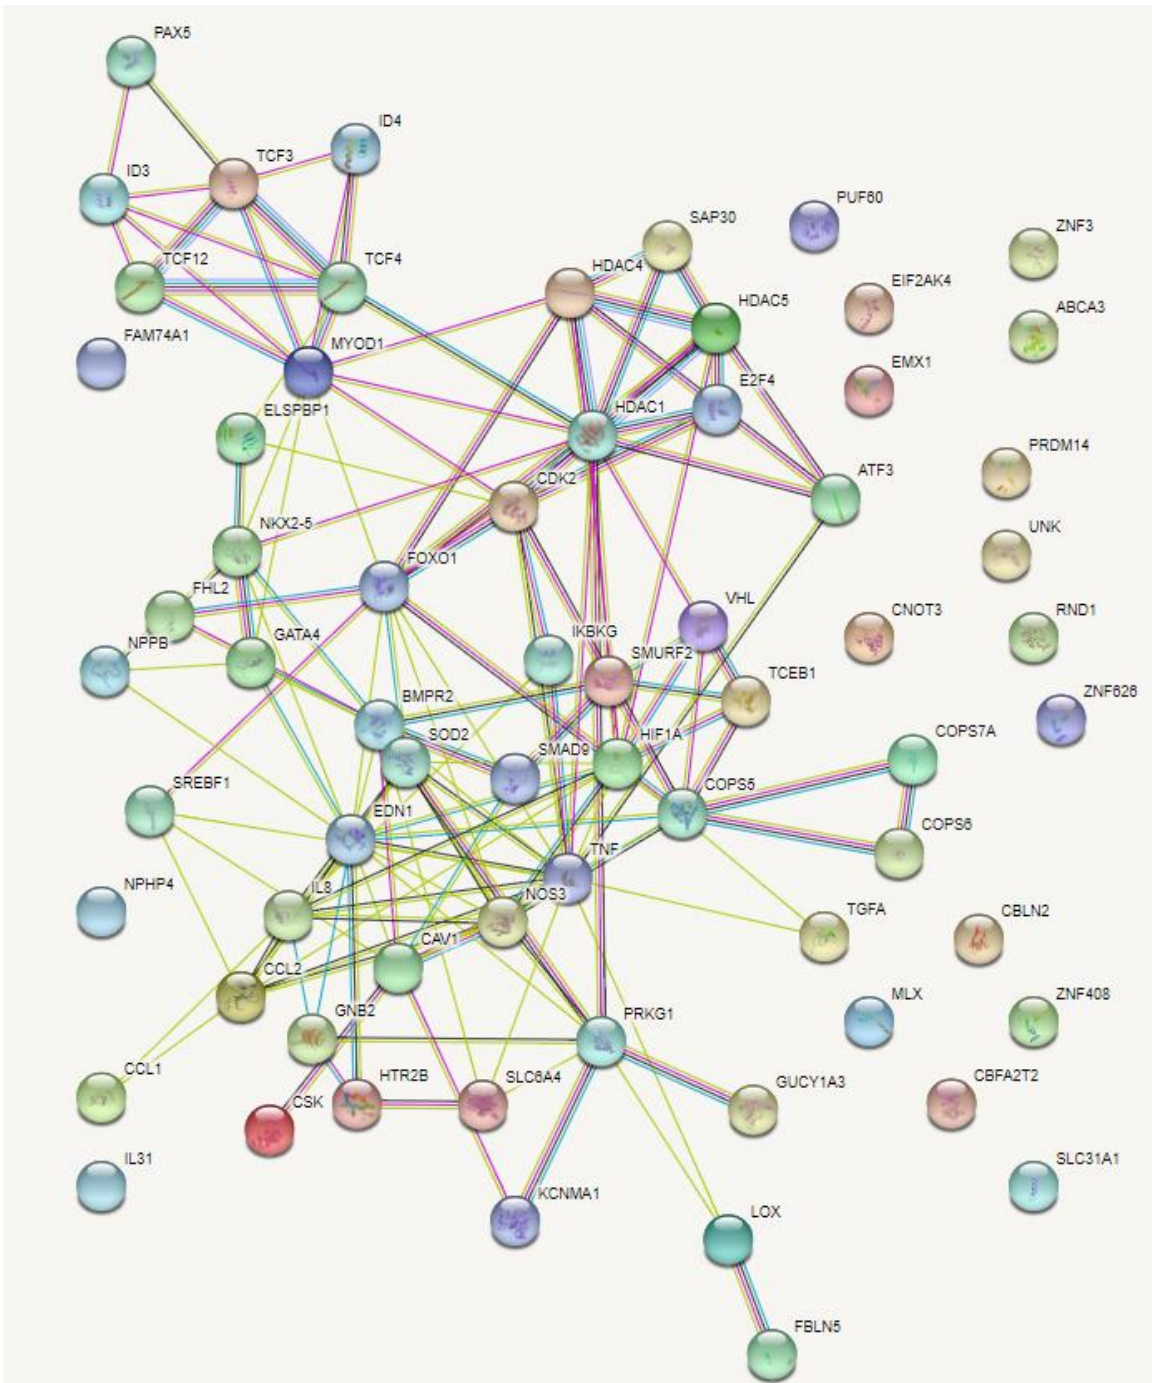 PAX5
ID4
TCF3
ID3
PUF60
SAP30
ZNF3
TCF12
TCF4
HDAC4
EIF2AK4
HDAC5
ABCA3
FAM74A1
MYOD1
EMX1
E2F4
ELSPBP1
HDAC1
PRDM14
ATF3
CDK2
NKX2-5
UNK
FOXO1
FHL2
VHL
CNOT3
RND1
NPPB
GATA4
IKBKG
SMURF2
TCEB1
BMPR2
ZNF626
SOD2
SMAD9
HIF1A
COPS7A
SREBF1
EDN1
COPS5
COPS6
TNF
NPHP4
IL8
NOS3
TGFA
CBLN2
CAV1
CCL2
GNB2
MLX
ZNF408
PRKG1
CCL1
HTR2B
SLC6A4
GUCY1A3
CBFA2T2
CSK
IL31
SLC31A1
KCNMA1
LOX
FBLN5